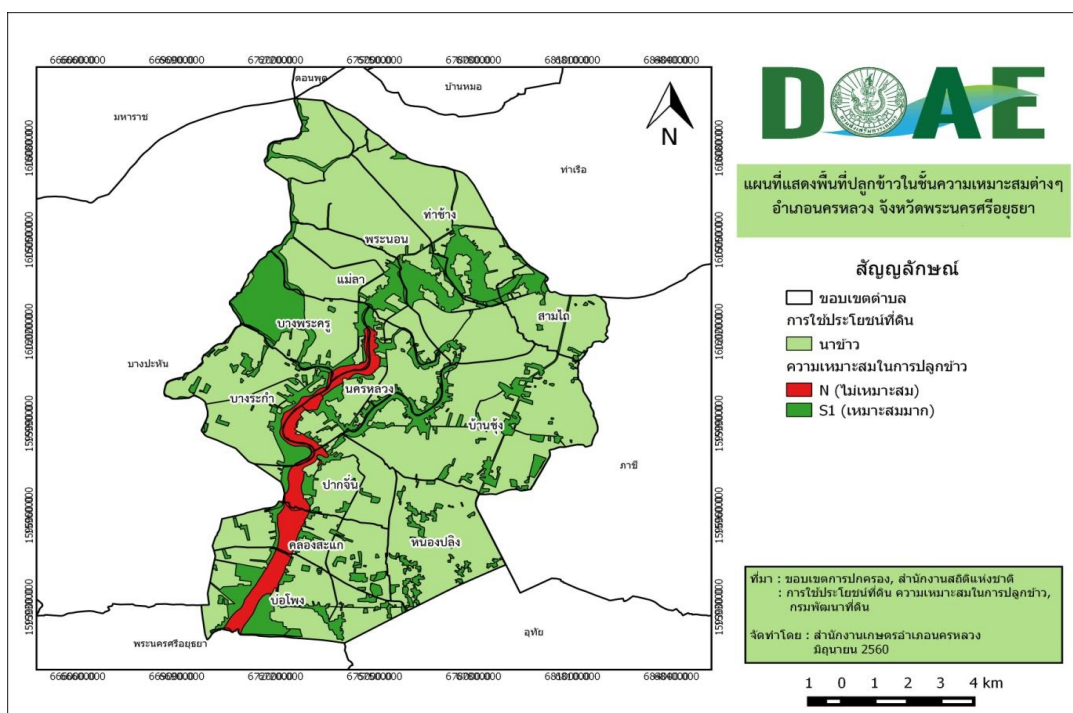 DOAE
แผนที่แสดงพื้นที่ปลูกข้าวในชั้นความเหมาะสมต่างๆ
อำเภอนครหลวง จังหวัดพระนครศรีอยุธยา
สัญญลักษณ์
ขอบเขตตำบล
การใช้ประโยชน์ที่ดิน
นาข้าว
ความเหมาะสมในการปลูกข้าว
N (ไม่เหมาะสม)
S1 (เหมาะสมมาก)
ที่มา : ขอบเขตการปกครอง, สำนักงานสถิติแห่งชาติ
: การใช้ประโยชน์ที่ดิน ความเหมาะสมในการปลูกข้าว,
กรมพัฒนาที่ดิน
จัดทำโดย : สำนักงานเกษตรอำเภอนครหลวง
มิถุนายน 2560
1 0 1 2 3 4 km
N
ดอนพุด
บ้านหมอ
มหาราช
ท่าเรือ
ท่าช้าง
พระนอน
แม่ลา
สามไถ
บางพระครู
บางปะหัน
นครหลวง
บางระกำ
บ้านชุ้ง
ภาชี
ปากจั่น
คลองสะแก
หนองปลิง
บ่อโพง
อุทัย
พระนครศรีอยุธยา